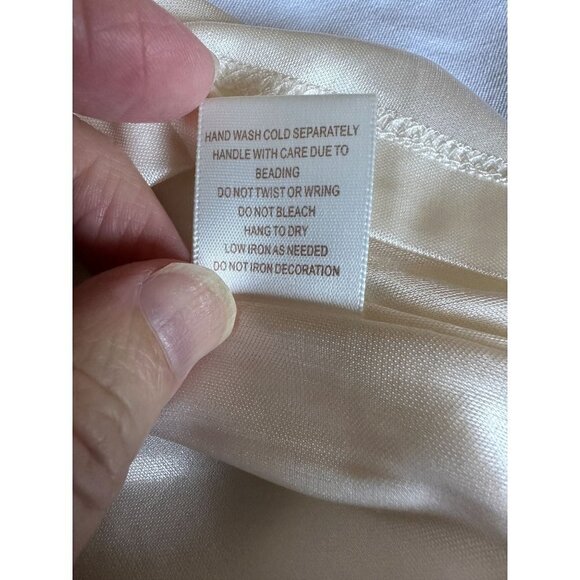 HAND WASH COLD SEPARATELY
HANDLE WITH CARE DUE TO
BEADING
DO NOT TWIST OR WRING
DO NOT BLEACH
HANG TO DRY
LOW IRON AS NEEDED
DO NOT IRON DECORATION